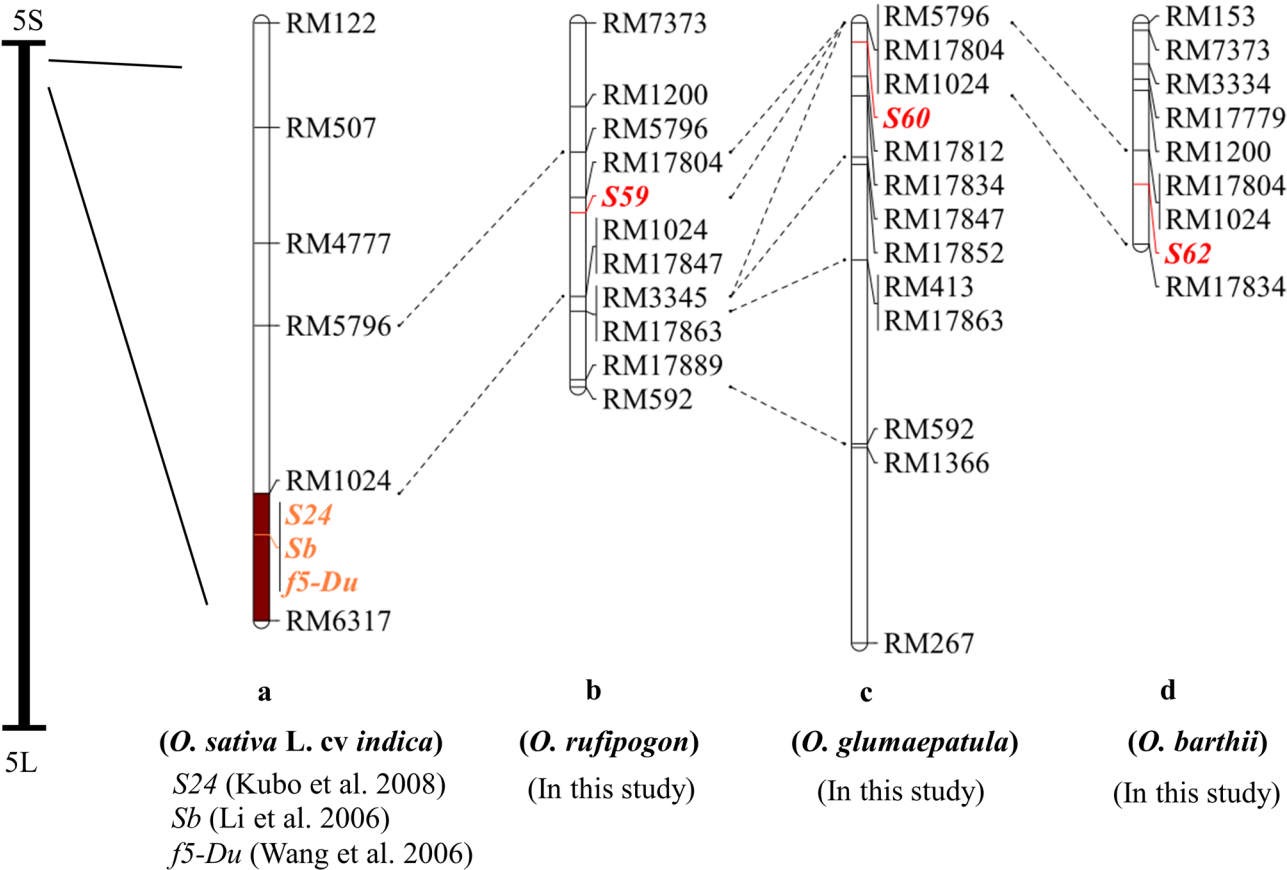 5S
5L
RM122
RM507
RM4777
RM5796
RM1024
S24
Sb
f5-Du
RM6317
a
(O. sativa L. cv indica)
S24 (Kubo et al. 2008)
Sb (Li et al. 2006)
f5-Du (Wang et al. 2006)
RM7373
RM1200
RM5796
RM17804
S59
RM1024
RM17847
RM3345
RM17863
RM17889
RM592
b
(O. rufipogon)
(In this study)
RM5796
RM17804
RM1024
S60
RM17812
RM17834
RM17847
RM17852
RM413
RM17863
RM592
RM1366
RM267
c
(O. glumaepatula)
(In this study)
RM153
RM7373
RM3334
RM17779
RM1200
RM17804
RM1024
S62
RM17834
d
(O. barthii)
(In this study)